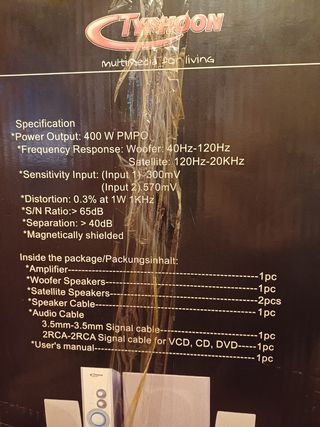 TYPHOON
multimedia for living
Specification
*Power Output: 400 W PMPO
*Frequency Response: Woofer: 40Hz-120Hz
Satellite: 120Hz-20KHz
*Sensitivity Input: (Input 1) 300mV
(Input 2) 570mV
*Distortion: 0.3% at 1W 1KHz
*S/N Ratio:> 65dB
*Separation: > 40dB
*Magnetically shielded
Inside the package/Packungsinhalt:
*Amplifier---1pc
*Woofer Speakers---1pc
*Satellite Speakers---2pcs
*Speaker Cable---1pc
*Audio Cable
3.5mm-3.5mm Signal cable---1pc
2RCA-2RCA Signal cable for VCD, CD, DVD---1pc
*User's manual---1pc